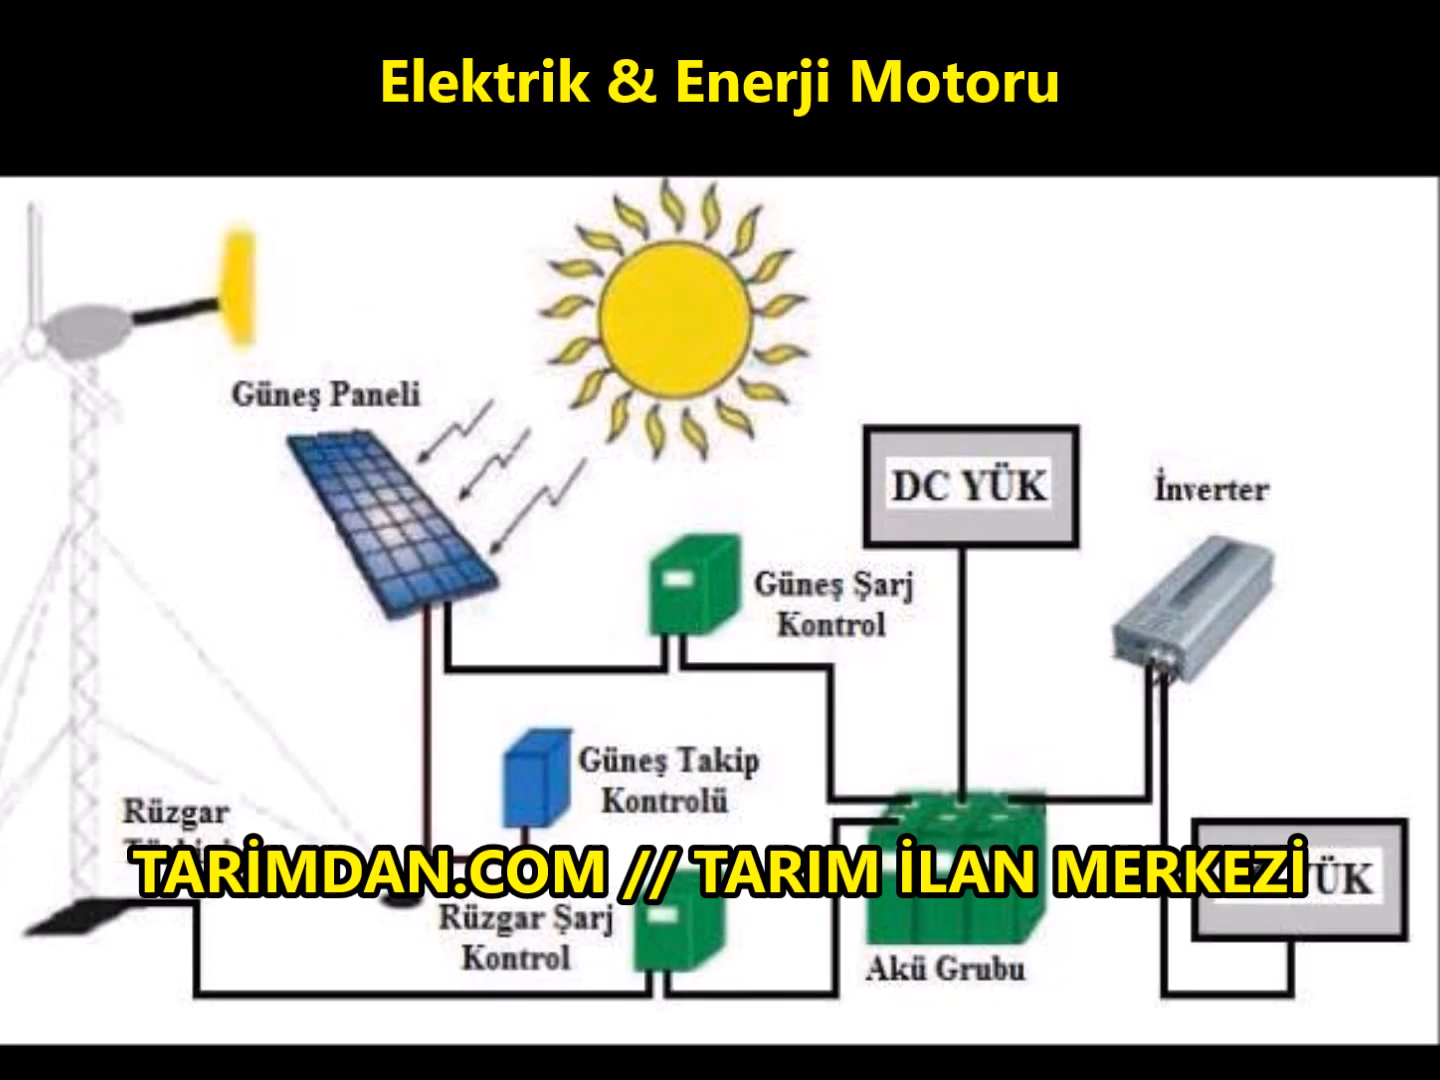 Elektrik & Enerji Motoru
Güneş Paneli
DC YÜK
İnverter
Güneş Şarj
Kontrol
Güneş Takip
Kontrolü
Rüzgar
TARİMDAN.COM // TARIM İLAN MERKEZİ
YÜK
Rüzgar Şarj
Kontrol
Akü Grubu